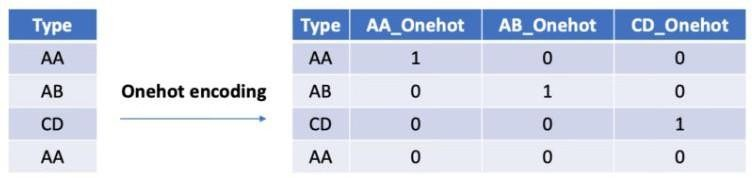 Type
AA
AB
CD
AA
Onehot encoding
Type AA_Onehot AB_Onehot CD_Onehot
AA 1 0 0
AB 0 1 0
CD 0 0 1
AA 0 0 0